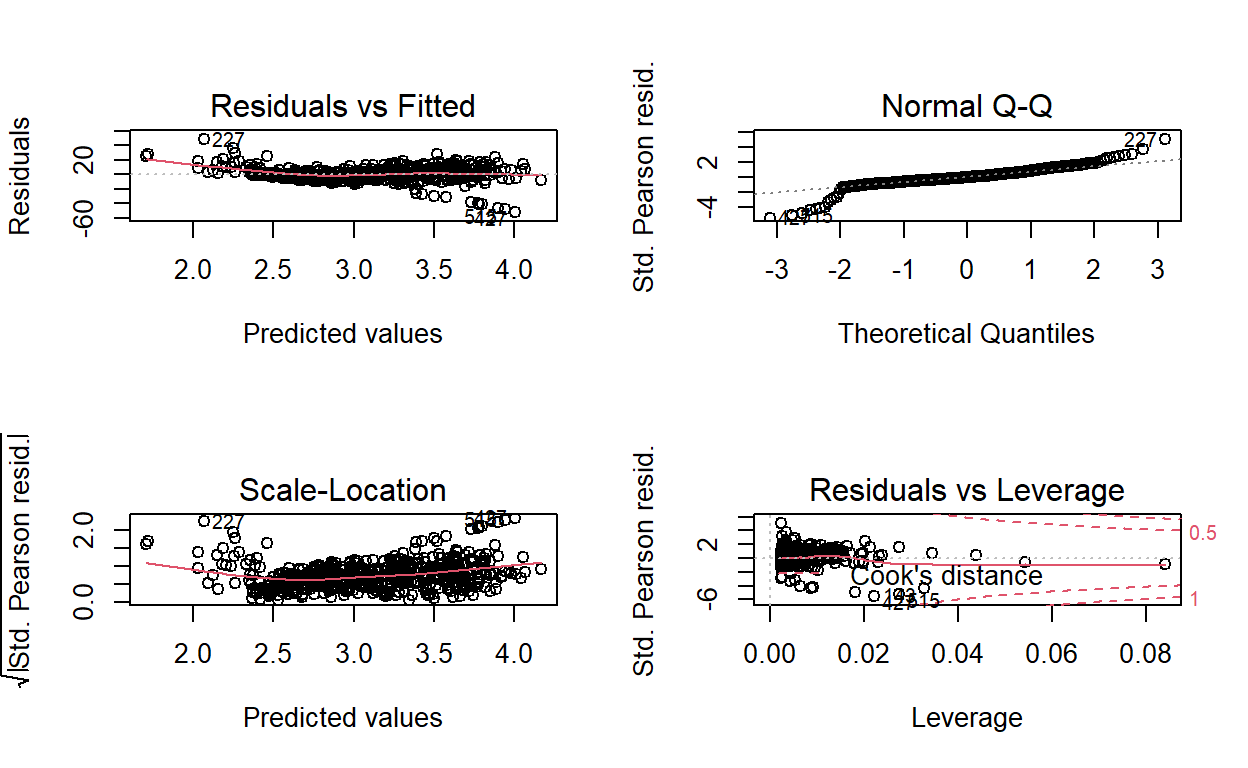 Residuals vs Fitted
Residuals
20
-60
227
2.0 2.5 3.0 3.5 4.0
Predicted values
Normal Q-Q
Std. Pearson resid.
2
-4
227
-3 -2 -1 0 1 2 3
Theoretical Quantiles
Scale-Location
√|Std. Pearson resid.|
2.0
0.0
227
2.0 2.5 3.0 3.5 4.0
Predicted values
Residuals vs Leverage
Std. Pearson resid.
2
-6
0.5
1
Cook's distance
0.00 0.02 0.04 0.06 0.08
Leverage